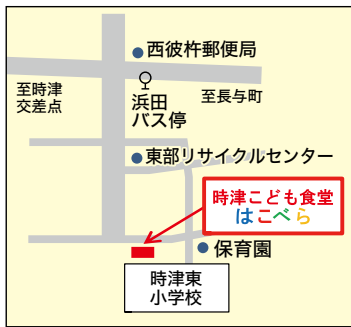 西彼杵郵便局
至時津
交差点
浜田
バス停
至長与町
東部リサイクルセンター
時津こども食堂
はこべら
保育園
時津東
小学校